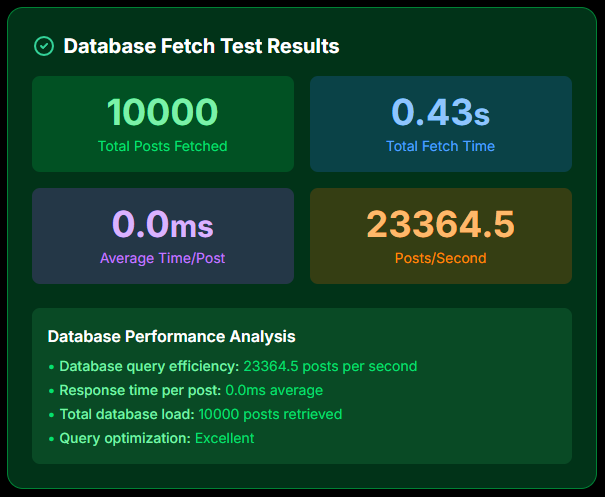 Database Fetch Test Results
10000
Total Posts Fetched
0.43s
Total Fetch Time
0.0ms
Average Time/Post
23364.5
Posts/Second
Database Performance Analysis
• Database query efficiency: 23364.5 posts per second
• Response time per post: 0.0ms average
• Total database load: 10000 posts retrieved
• Query optimization: Excellent